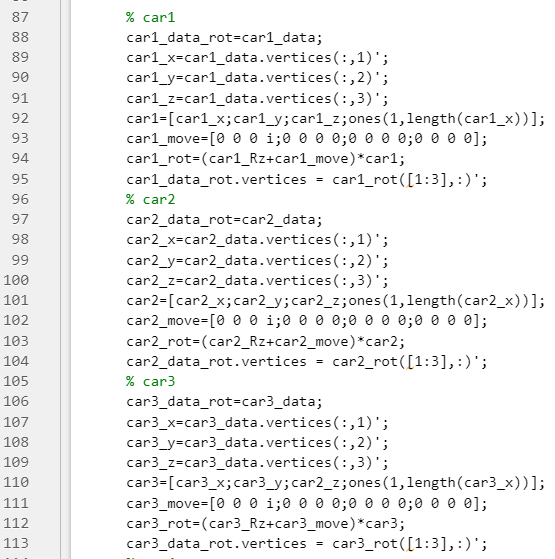 87 % car1
88 car1_data_rot=car1_data;
89 car1_x=car1_data.vertices(:,1)';
90 car1_y=car1_data.vertices(:,2)';
91 car1_z=car1_data.vertices(:,3)';
92 car1=[car1_x;car1_y;car1_z;ones(1,length(car1_x))];
93 car1_move=[0 0 0 i;0 0 0 0;0 0 0 0;0 0 0 0];
94 car1_rot=(car1_Rz+car1_move)*car1;
95 car1_data_rot.vertices = car1_rot([1:3],:)';
96 % car2
97 car2_data_rot=car2_data;
98 car2_x=car2_data.vertices(:,1)';
99 car2_y=car2_data.vertices(:,2)';
100 car2_z=car2_data.vertices(:,3)';
101 car2=[car2_x;car2_y;car2_z;ones(1,length(car2_x))];
102 car2_move=[0 0 0 i;0 0 0 0;0 0 0 0;0 0 0 0];
103 car2_rot=(car2_Rz+car2_move)*car2;
104 car2_data_rot.vertices = car2_rot([1:3],:)';
105 % car3
106 car3_data_rot=car3_data;
107 car3_x=car3_data.vertices(:,1)';
108 car3_y=car3_data.vertices(:,2)';
109 car3_z=car3_data.vertices(:,3)';
110 car3=[car3_x;car3_y;car2_z;ones(1,length(car3_x))];
111 car3_move=[0 0 0 i;0 0 0 0;0 0 0 0;0 0 0 0];
112 car3_rot=(car3_Rz+car3_move)*car3;
113 car3_data_rot.vertices = car3_rot([1:3],:)';